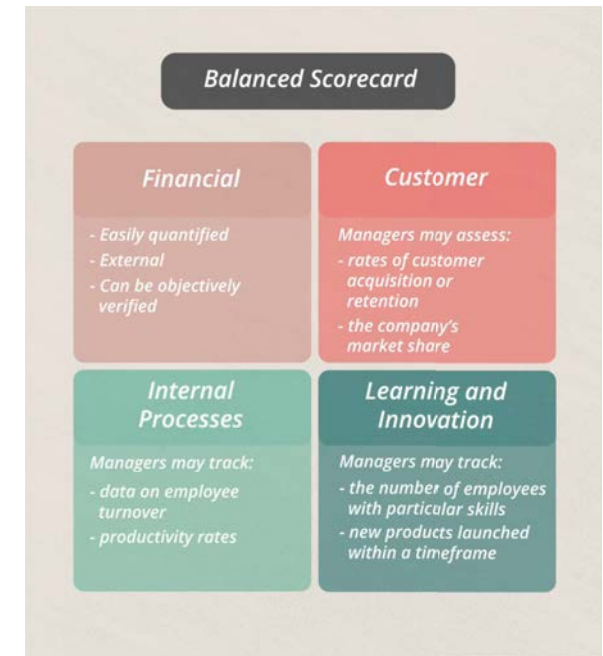 Balanced Scorecard
Financial
- Easily quantified
- External
- Can be objectively
verified
Customer
Managers may assess:
- rates of customer
acquisition or
retention
- the company's
market share
Internal
Processes
Managers may track:
- data on employee
turnover
- productivity rates
Learning and
Innovation
Managers may track:
- the number of employees
with particular skills
- new products launched
within a timeframe